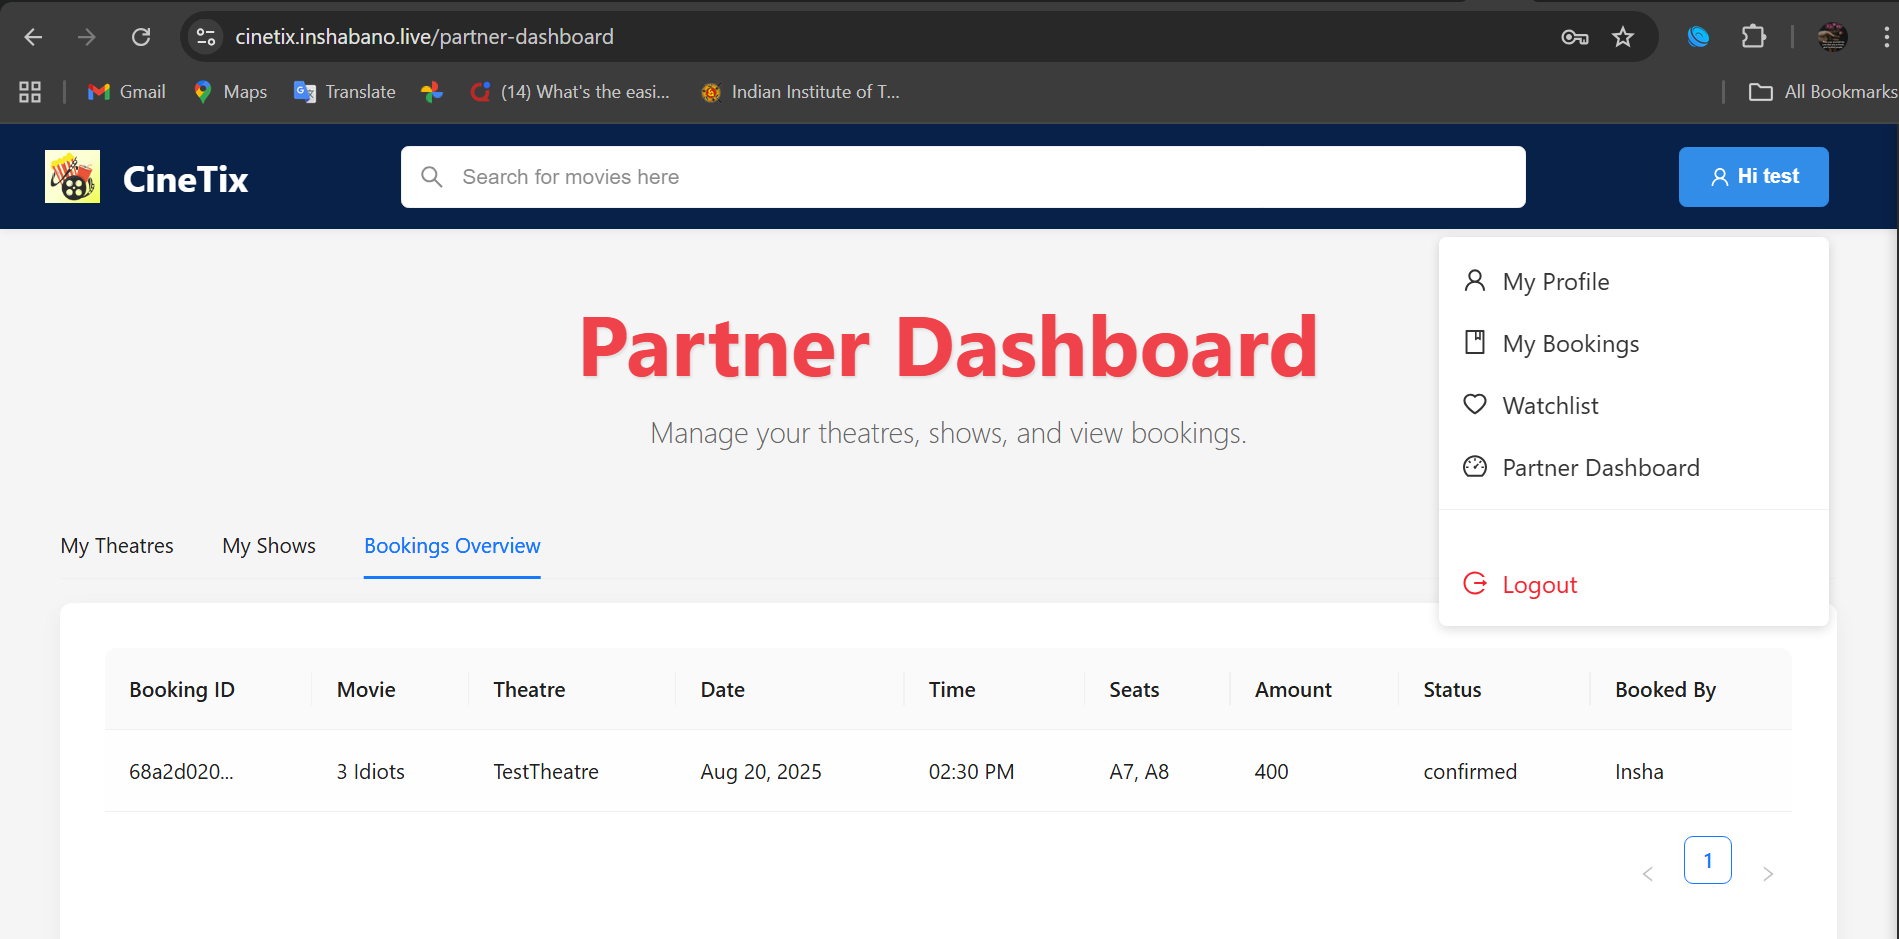 cinetix.inshabano.live/partner-dashboard
Gmail Maps Translate (14) What's the easi... Indian Institute of T... All Bookmarks
CineTix
Search for movies here
Hi test
My Profile
My Bookings
Watchlist
Partner Dashboard
Logout
Partner Dashboard
Manage your theatres, shows, and view bookings.
My Theatres My Shows Bookings Overview
Booking ID Movie Theatre Date Time Seats Amount Status Booked By
68a2d020... 3 Idiots TestTheatre Aug 20, 2025 02:30 PM A7, A8 400 confirmed Insha
1